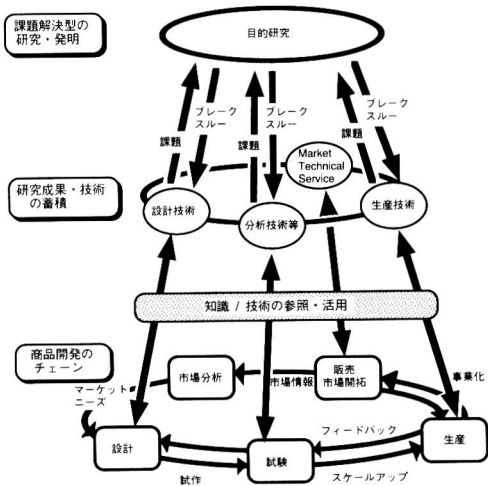 課題解決型の
研究・発明
目的研究
ブレーク
スルー
ブレーク
スルー
ブレーク
スルー
課題
課題
課題
Market
Technical
Service
研究成果・技術
の蓄積
設計技術
分析技術等
生産技術
知識 / 技術の参照・活用
商品開発の
チェーン
市場分析
市場情報
販売
市場開拓
事業化
マーケット
ニーズ
設計
試験
生産
フィードバック
試作
スケールアップ